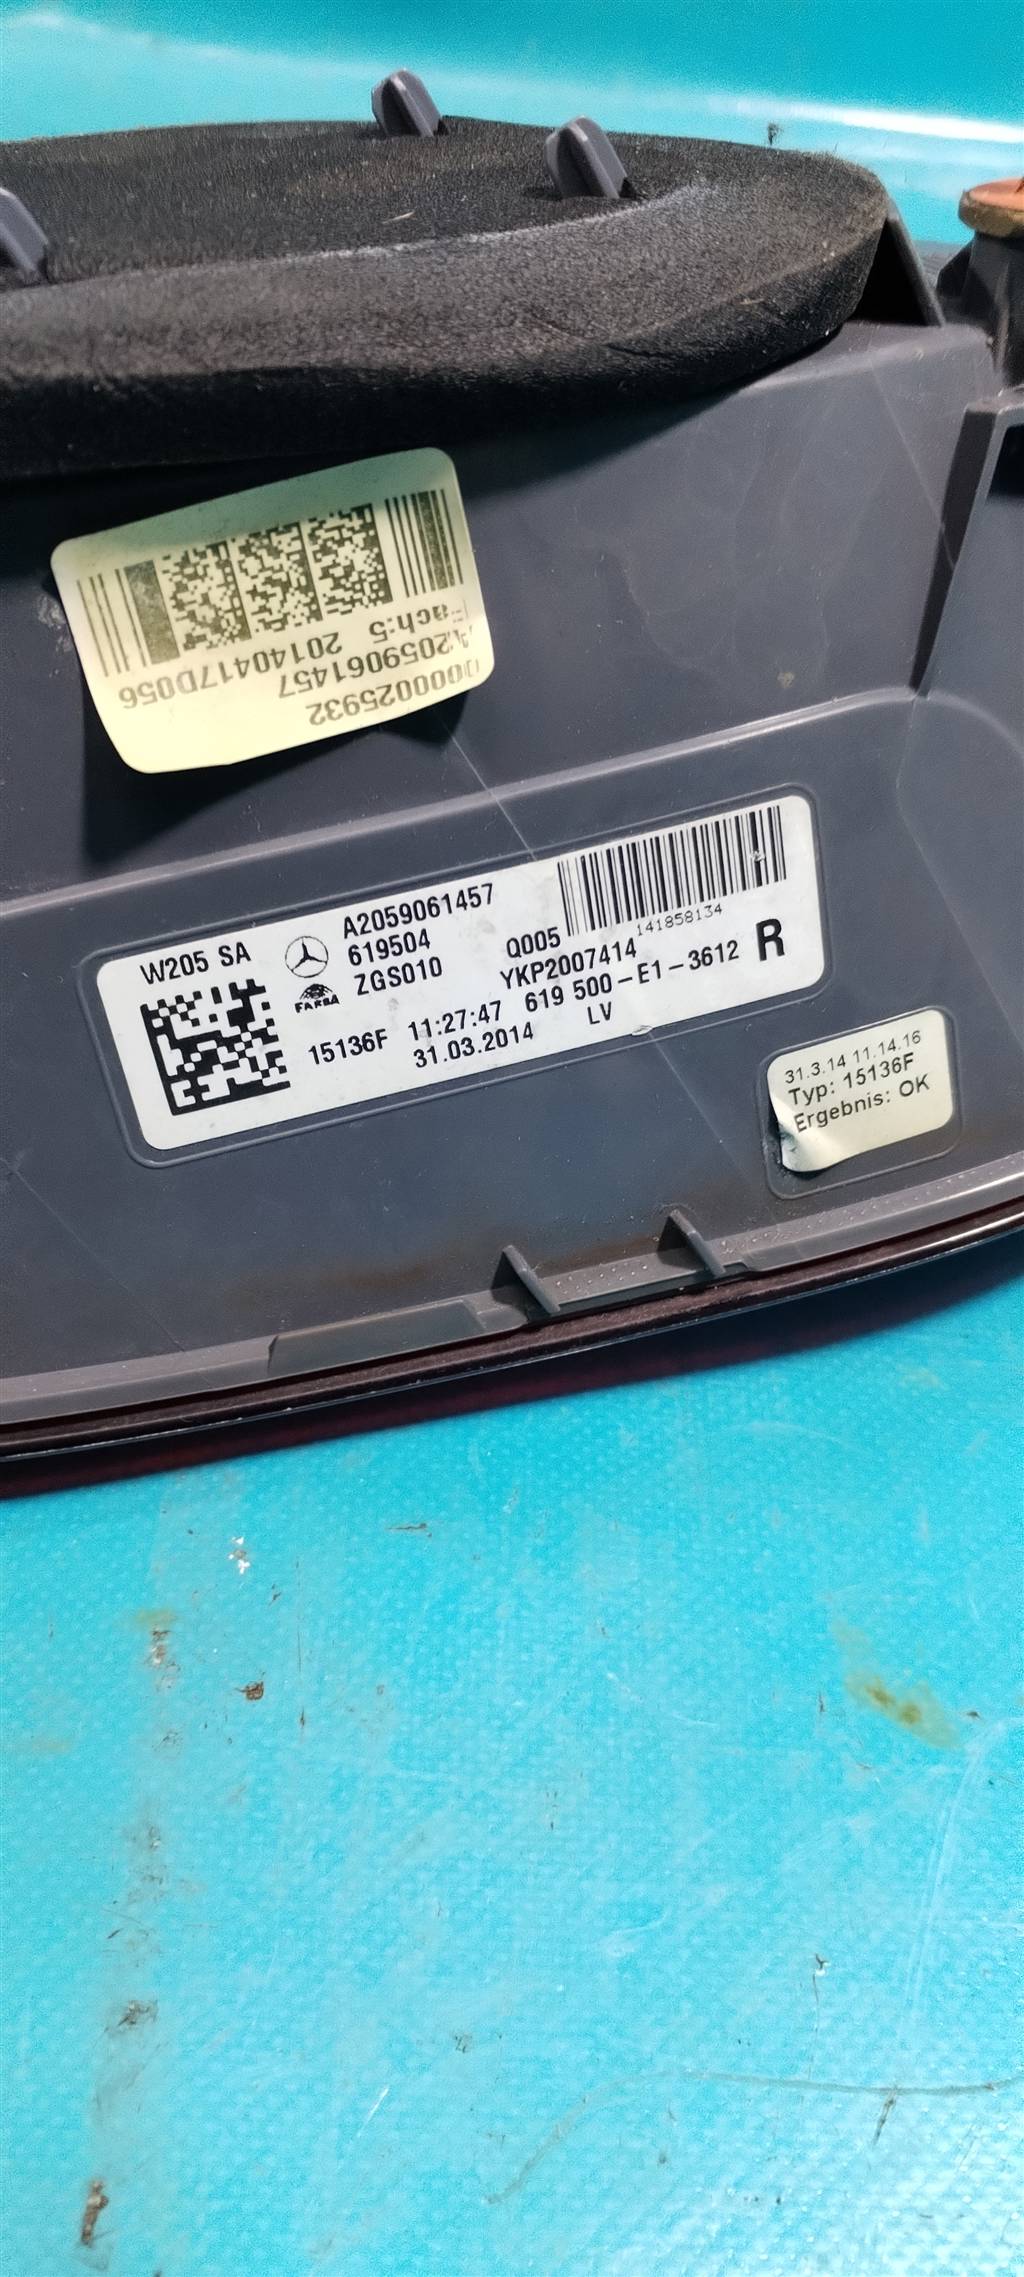 Fach:5 20140417D056
A2059061457
0000025932
W205 SA A2059061457
619504 Q005 141858134
FARBA ZGS010 YKP2007414
15136F 11:27:47 619 500-E1-3612 R
31.03.2014 LV
31.3.14 11.14.16
Typ: 15136F
Ergebnis: OK